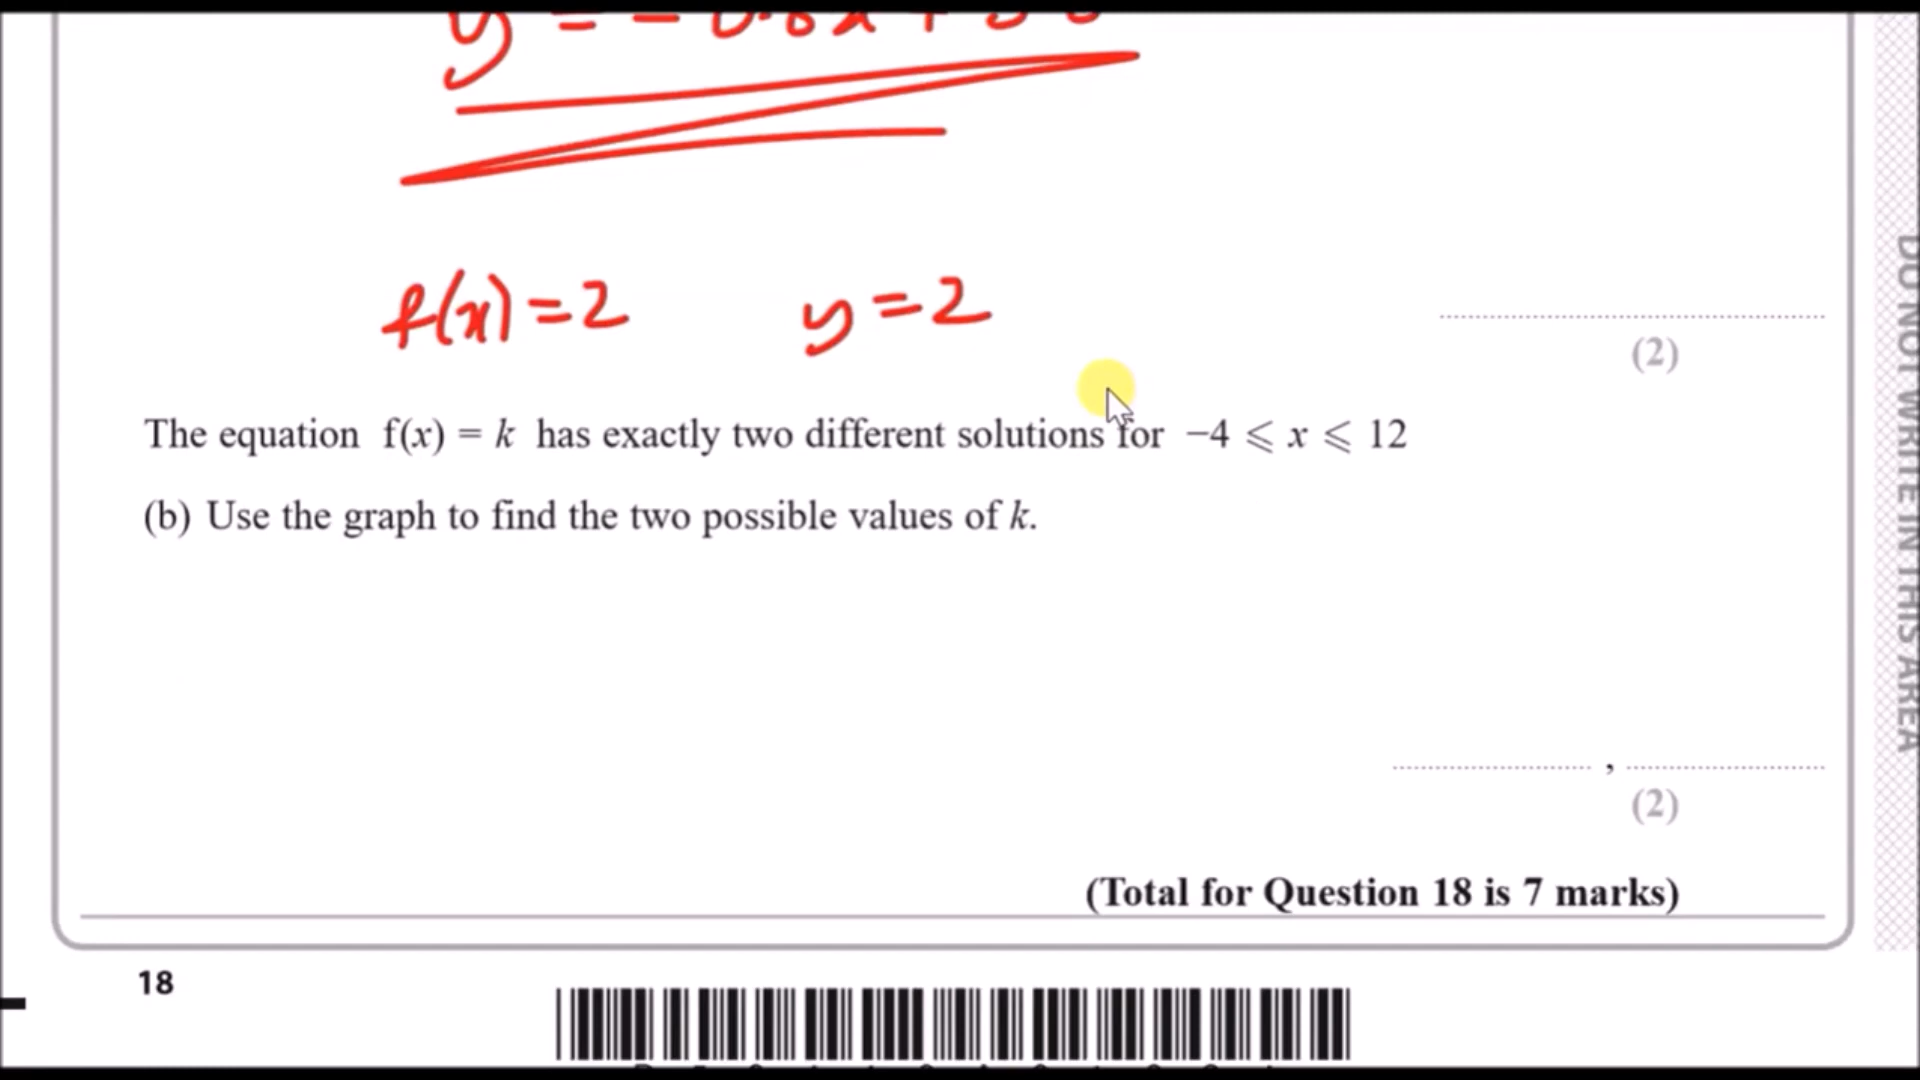 f(x)=2 y=2
(2)
The equation f(x) = k has exactly two different solutions for −4 ⩽ x ⩽ 12
(b) Use the graph to find the two possible values of k.
,
(2)
(Total for Question 18 is 7 marks)
18
DO NOT WRITE IN THIS AREA